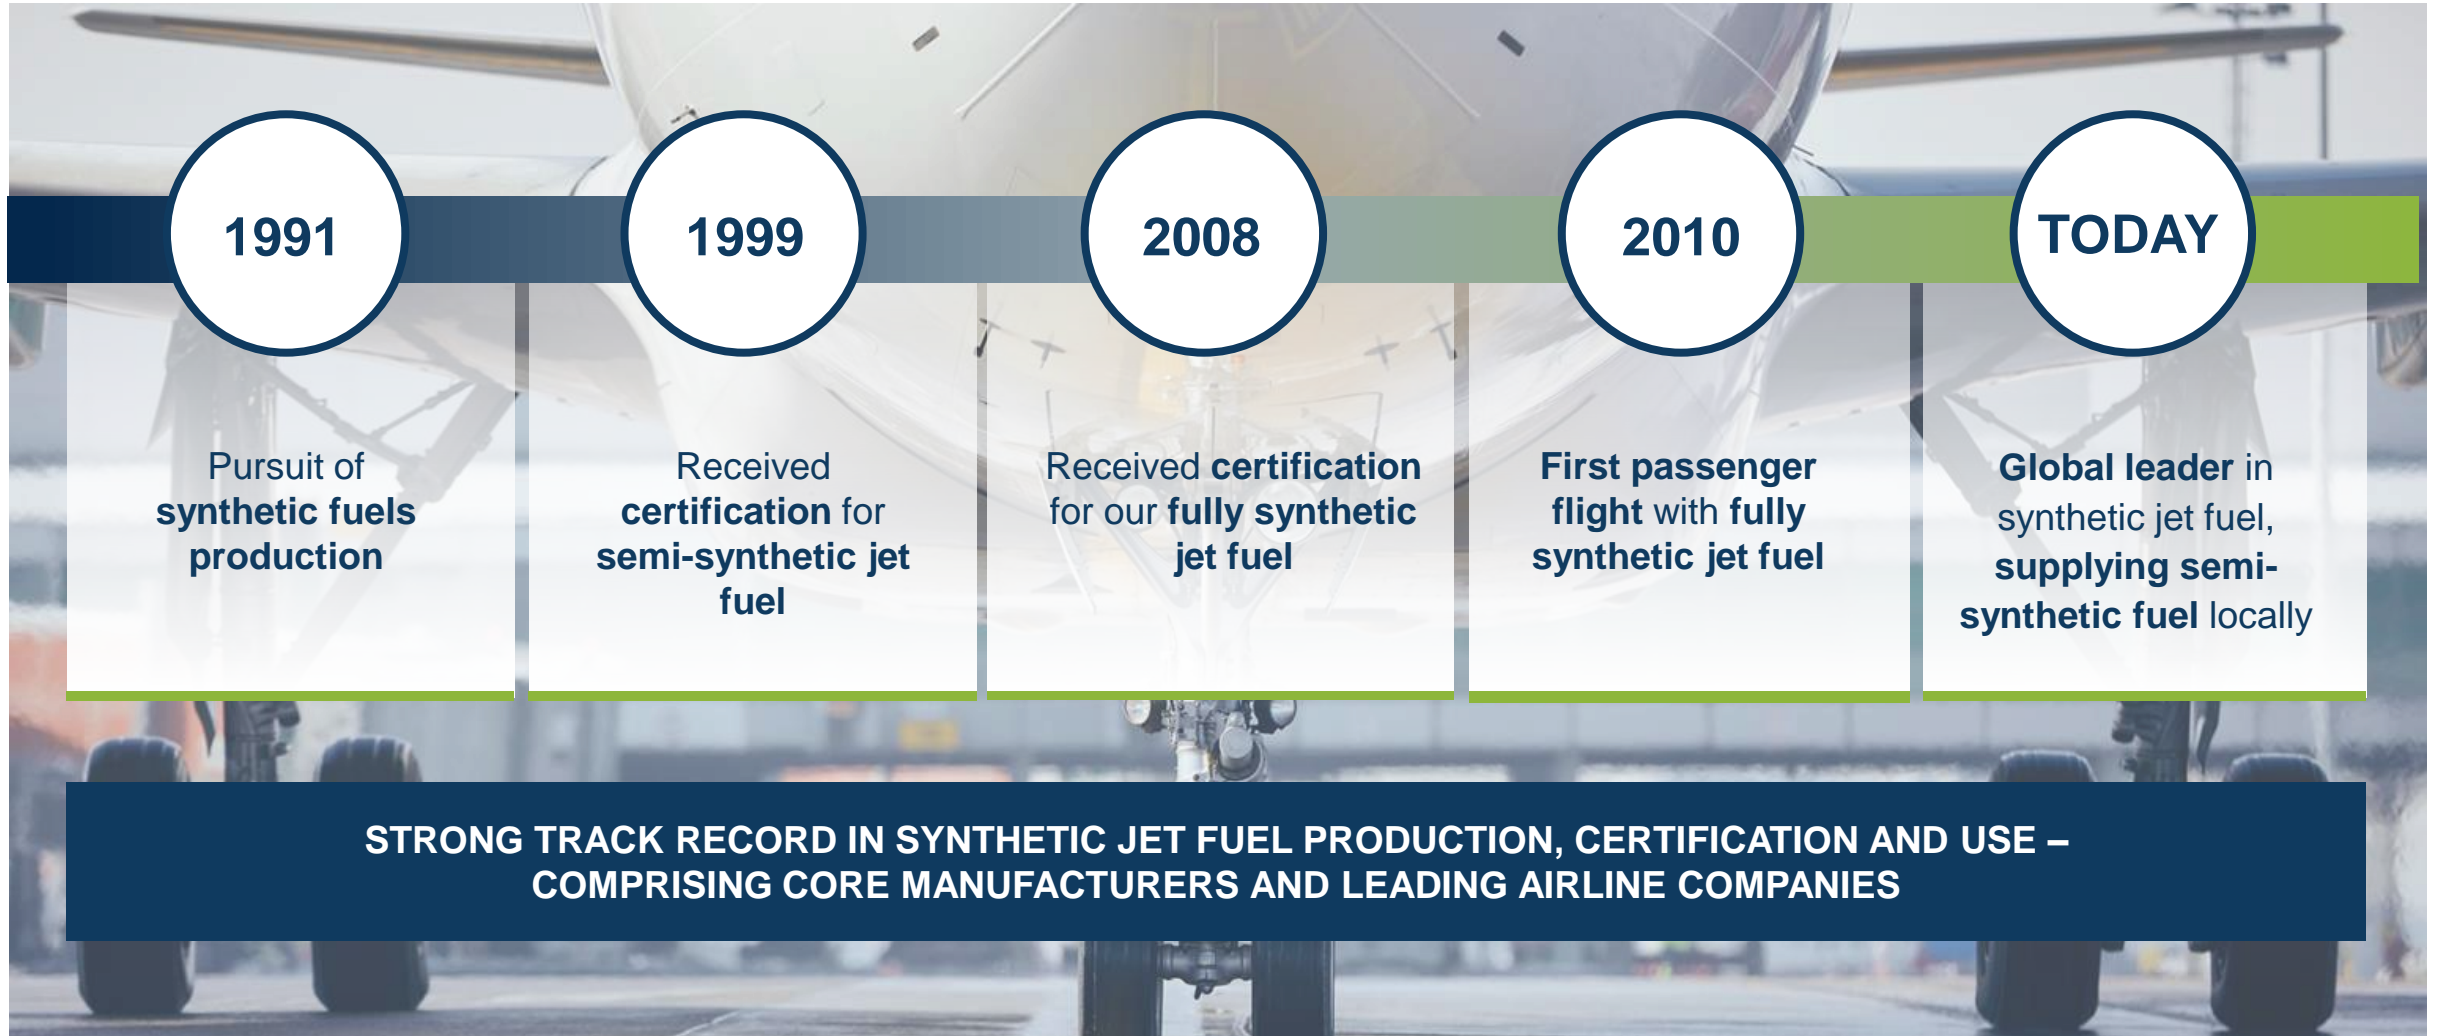 1991
Pursuit of
synthetic fuels
production
1999
Received
certification for
semi-synthetic jet
fuel
2008
Received certification
for our fully synthetic
jet fuel
2010
First passenger
flight with fully
synthetic jet fuel
TODAY
Global leader in
synthetic jet fuel,
supplying semi-
synthetic fuel locally
STRONG TRACK RECORD IN SYNTHETIC JET FUEL PRODUCTION, CERTIFICATION AND USE –
COMPRISING CORE MANUFACTURERS AND LEADING AIRLINE COMPANIES